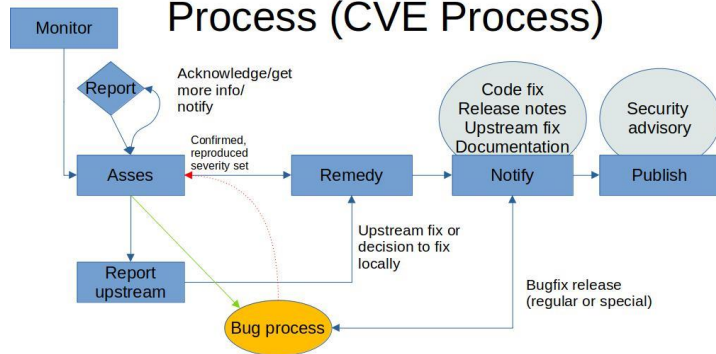 Process (CVE Process)
Monitor
Report
Acknowledge/get
more info/
notify
Code fix
Release notes
Upstream fix
Documentation
Security
advisory
Confirmed,
reproduced
severity set
Asses
Remedy
Notify
Publish
Upstream fix or
decision to fix
locally
Report
upstream
Bugfix release
(regular or special)
Bug process